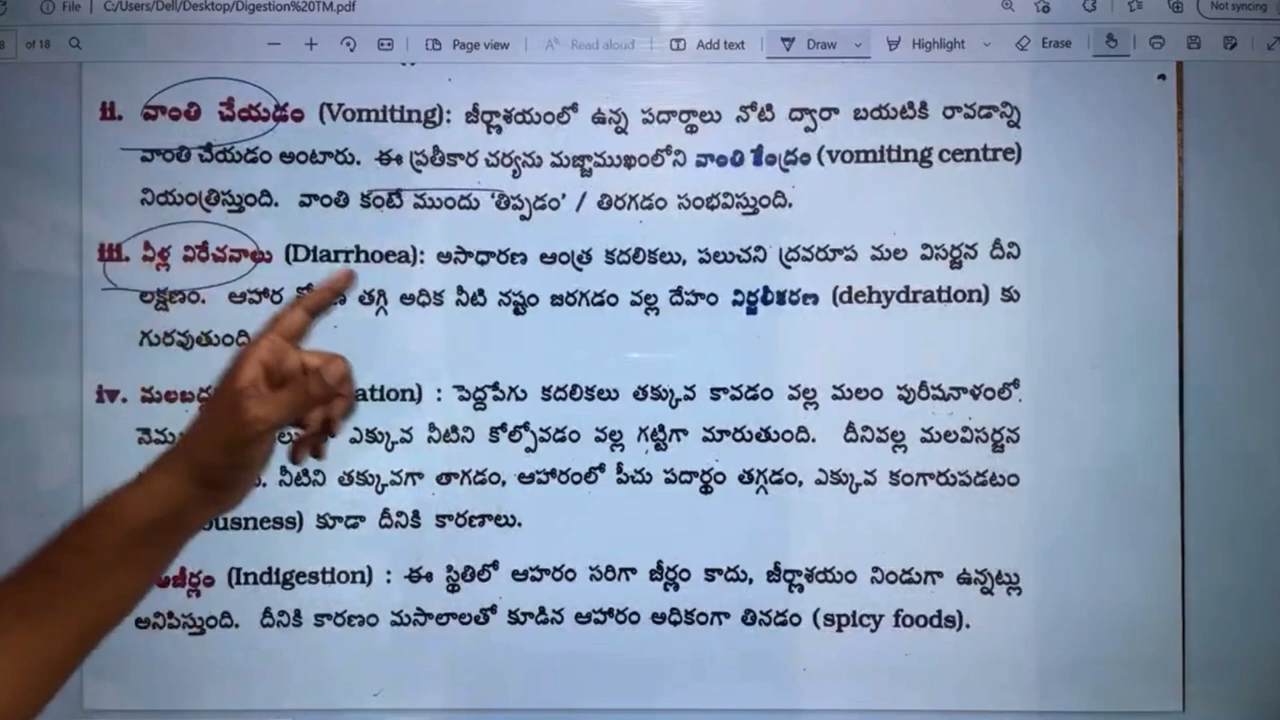 File | C:/Users/Dell/Desktop/Digestion%20TM.pdf
Not syncing
8 of 18 Page view Read aloud Add text Draw Highlight Erase
ii. వాంతి చేయడం (Vomiting): జీర్ణాశయంలో ఉన్న పదార్థాలు నోటి ద్వారా బయటికి రావడాన్ని
వాంతి చేయడం అంటారు. ఈ ప్రతీకార చర్యను మజ్జాముఖంలోని వాంతి కేంద్రం (vomiting centre)
నియంత్రిస్తుంది. వాంతి కంటే ముందు ‘తిప్పడం’ / తిరగడం సంభవిస్తుంది.
iii. నీళ్ల విరేచనాలు (Diarrhoea): అసాధారణ ఆంత్ర కదలికలు, పలుచని ద్రవరూప మల విసర్జన దీని
లక్షణం. ఆహార తగ్గి అధిక నీటి నష్టం జరగడం వల్ల దేహం నిర్జలీకరణ (dehydration) కు
గురవుతుంది
iv. ation) : పెద్దపేగు కదలికలు తక్కువ కావడం వల్ల మలం పురీషనాళంలో
ఎక్కువ నీటిని కోల్పోవడం వల్ల గట్టిగా మారుతుంది. దీనివల్ల మలవిసర్జన
నీటిని తక్కువగా తాగడం, ఆహారంలో పీచు పదార్థం తగ్గడం, ఎక్కువ కంగారుపడటం
ousness) కూడా దీనికి కారణాలు.
అజీర్ణం (Indigestion) : ఈ స్థితిలో ఆహరం సరిగా జీర్ణం కాదు, జీర్ణాశయం నిండుగా ఉన్నట్లు
అనిపిస్తుంది. దీనికి కారణం మసాలాలతో కూడిన ఆహారం అధికంగా తినడం (spicy foods).